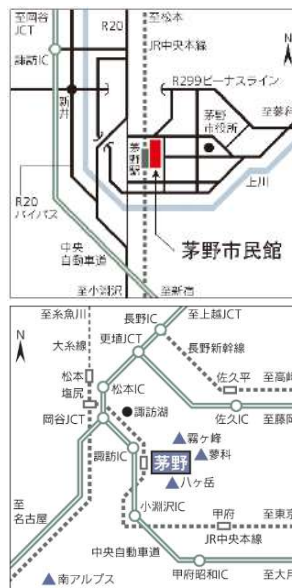 至岡谷
JCT
R20
至松本
JR中央本線
諏訪IC
N
R299ビーナスライン
新井
茅野
市役所
至蓼科
茅野駅
上川
R20
バイパス
茅野市民館
中央
自動車道
至小淵沢
至新宿
至糸魚川
長野IC
至上越JCT
N
更埴JCT
大糸線
長野新幹線
松本
佐久平
至高崎
塩尻
松本IC
岡谷JCT
諏訪湖
佐久IC
至藤岡
霧ヶ峰
諏訪IC
茅野
蓼科
八ヶ岳
至
名古屋
小淵沢IC
甲府
至東京
JR中央本線
中央自動車道
南アルプス
甲府昭和IC
至大月